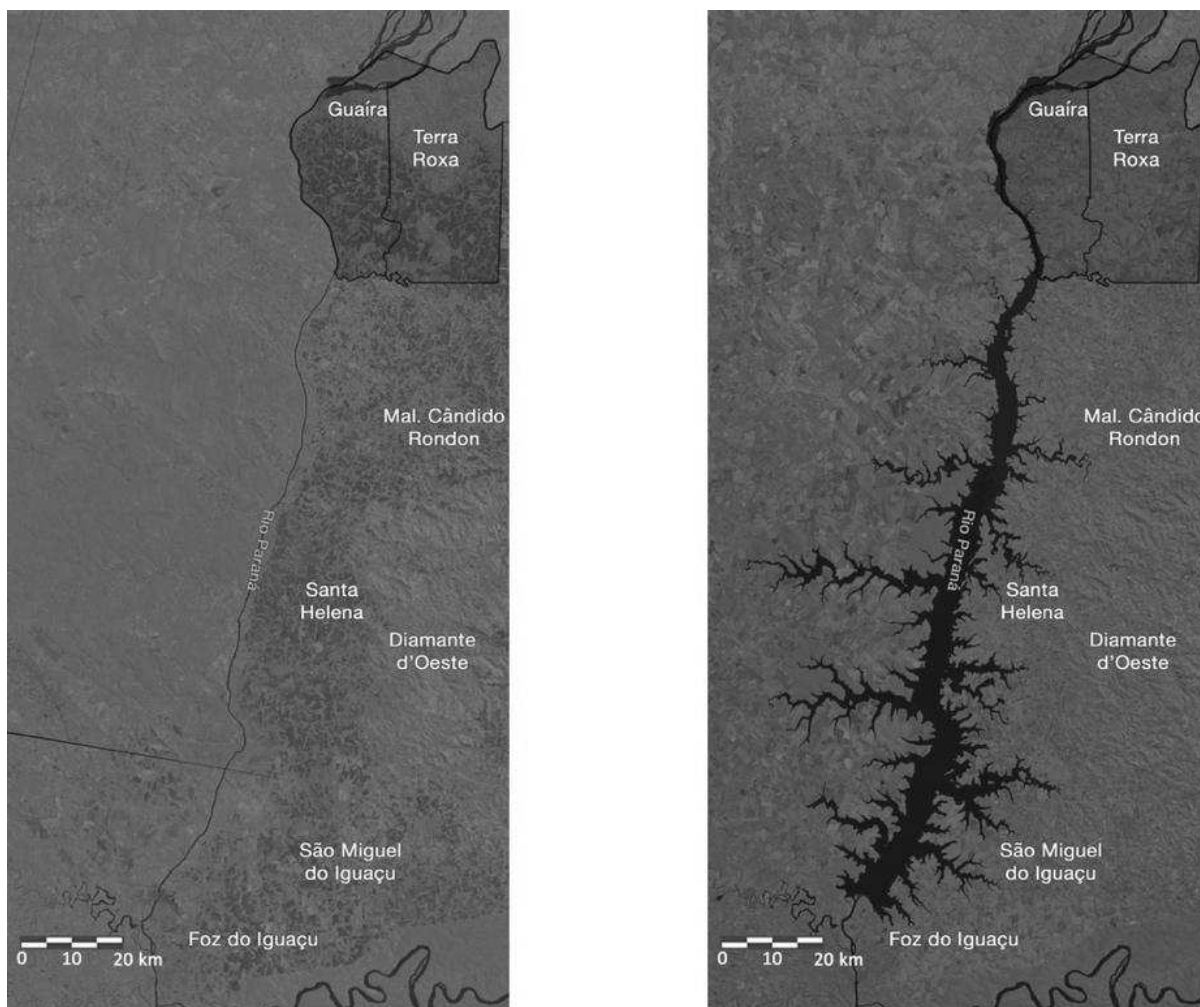 Guaíra
Terra
Roxa
Mal. Cândido
Rondon
Rio Paraná
Santa
Helena
Diamante
d'Oeste
São Miguel
do Iguaçu
Foz do Iguaçu
0 10 20 km
Guaíra
Terra
Roxa
Mal. Cândido
Rondon
Rio Paraná
Santa
Helena
Diamante
d'Oeste
São Miguel
do Iguaçu
Foz do Iguaçu
0 10 20 km